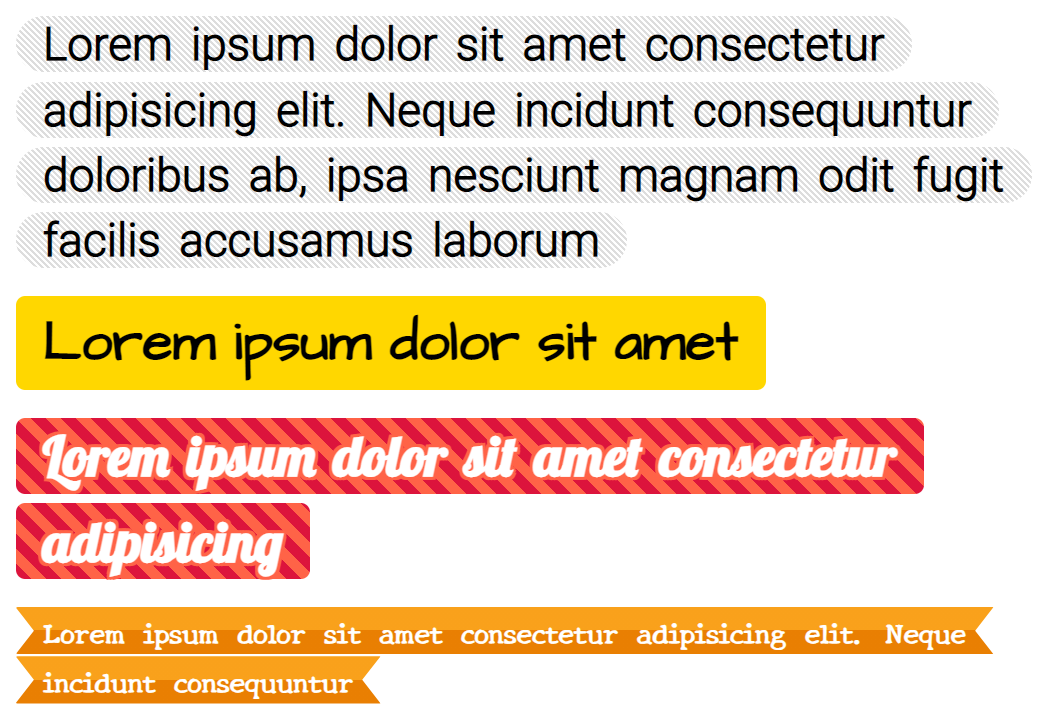 Lorem ipsum dolor sit amet consectetur
adipisicing elit. Neque incidunt consequuntur
doloribus ab, ipsa nesciunt magnam odit fugit
facilis accusamus laborum
Lorem ipsum dolor sit amet
Lorem ipsum dolor sit amet consectetur
adipisicing
Lorem ipsum dolor sit amet consectetur adipisicing elit. Neque
incidunt consequuntur